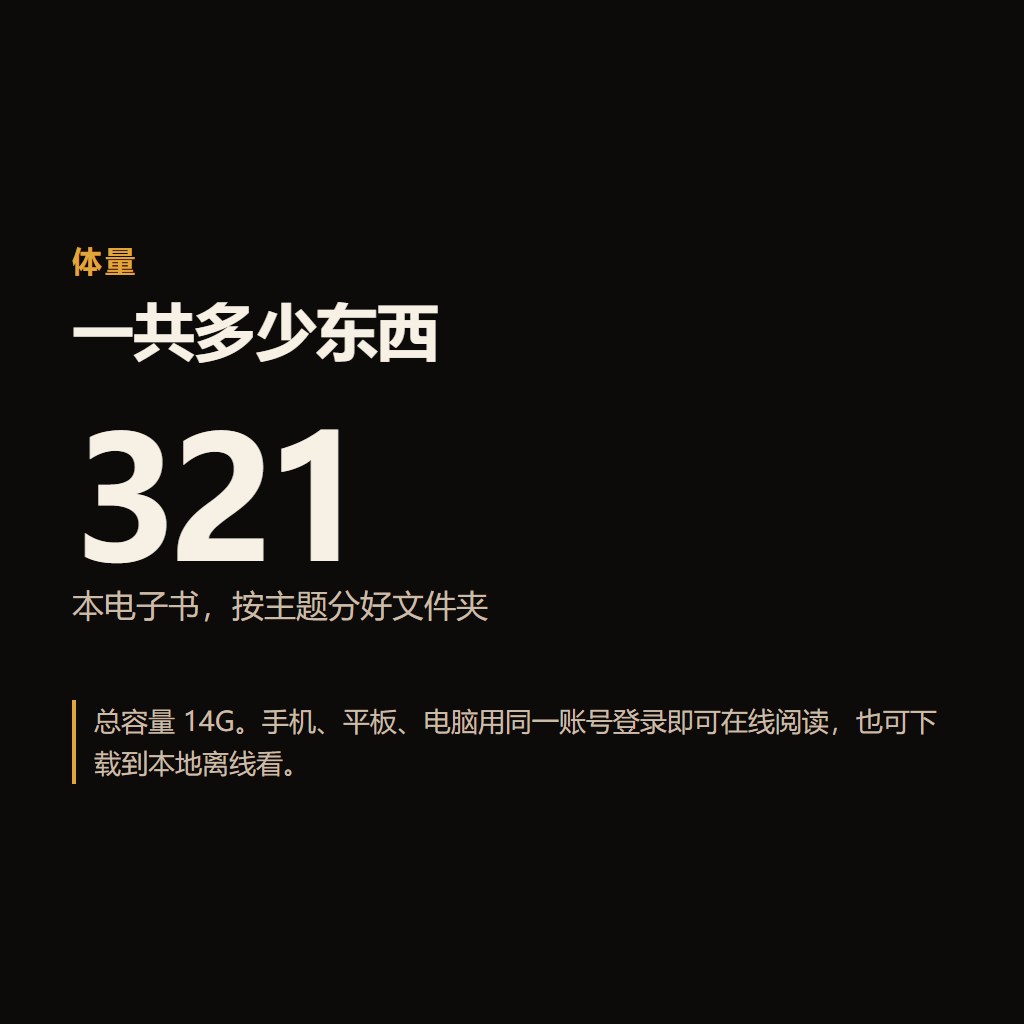 体量
一共多少东西
321
本电子书，按主题分好文件夹
总容量 14G。手机、平板、电脑用同一账号登录即可在线阅读，也可下
载到本地离线看。